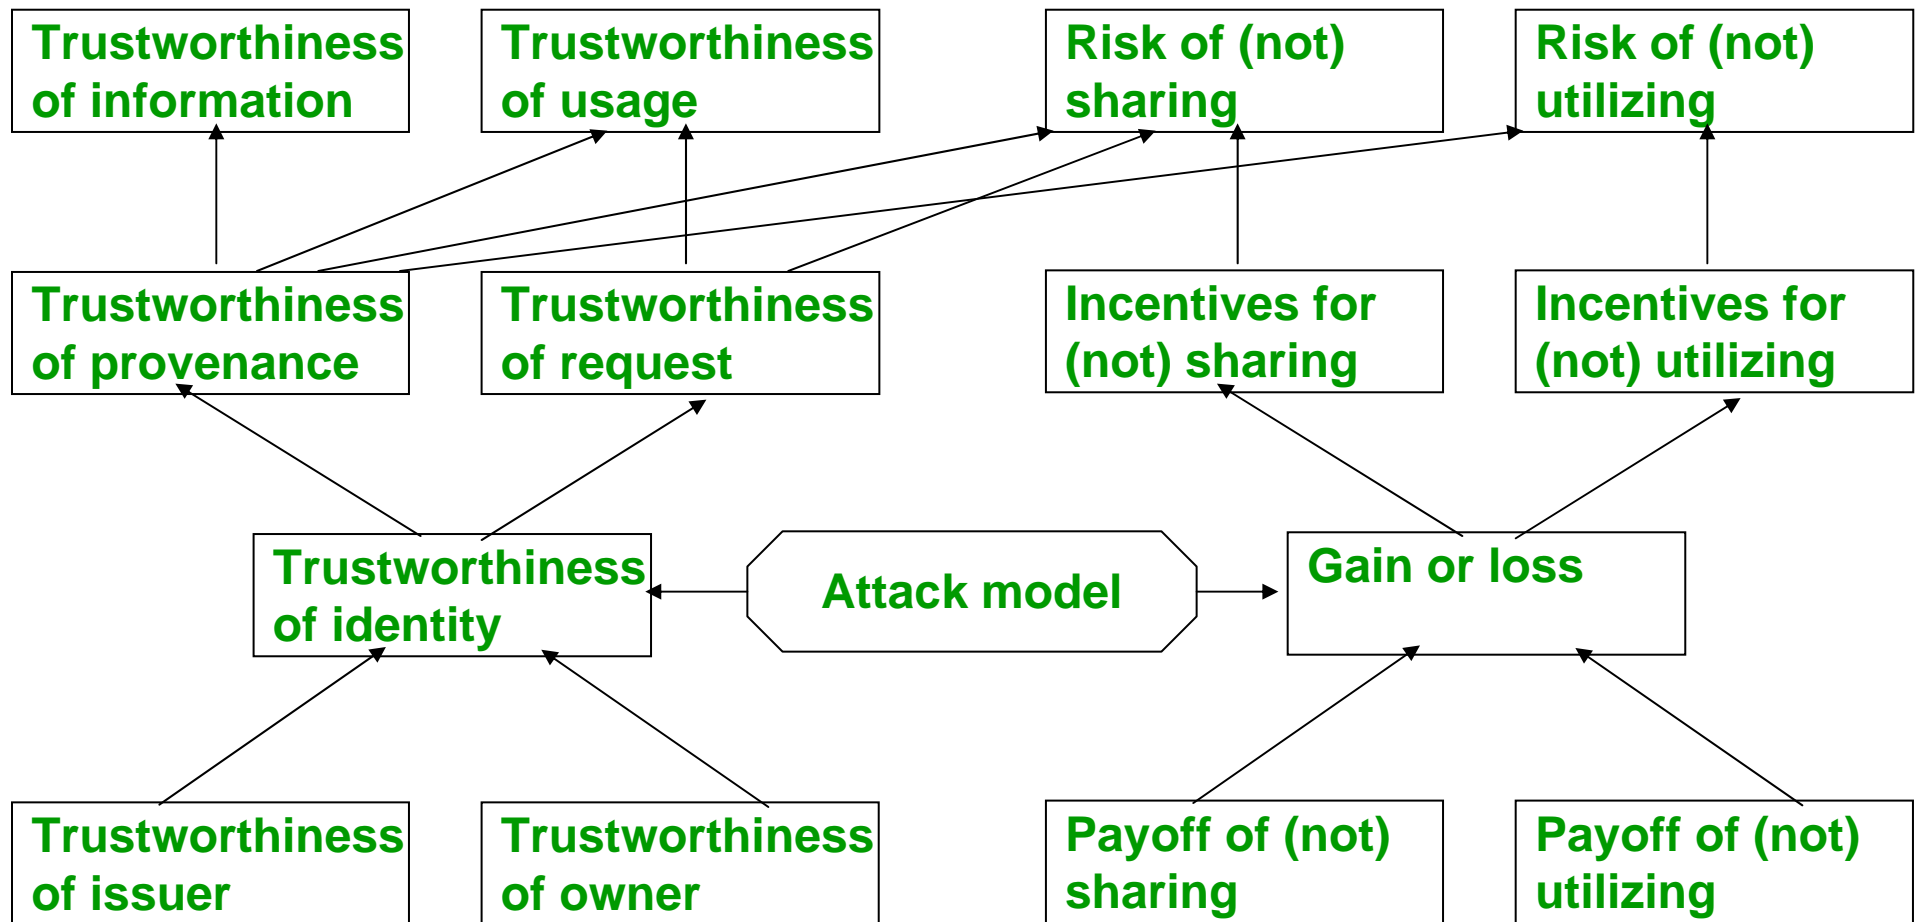 Trustworthiness
of information
Trustworthiness
of usage
Risk of (not)
sharing
Risk of (not)
utilizing
Trustworthiness
of provenance
Trustworthiness
of request
Incentives for
(not) sharing
Incentives for
(not) utilizing
Trustworthiness
of identity
Attack model
Gain or loss
Trustworthiness
of issuer
Trustworthiness
of owner
Payoff of (not)
sharing
Payoff of (not)
utilizing